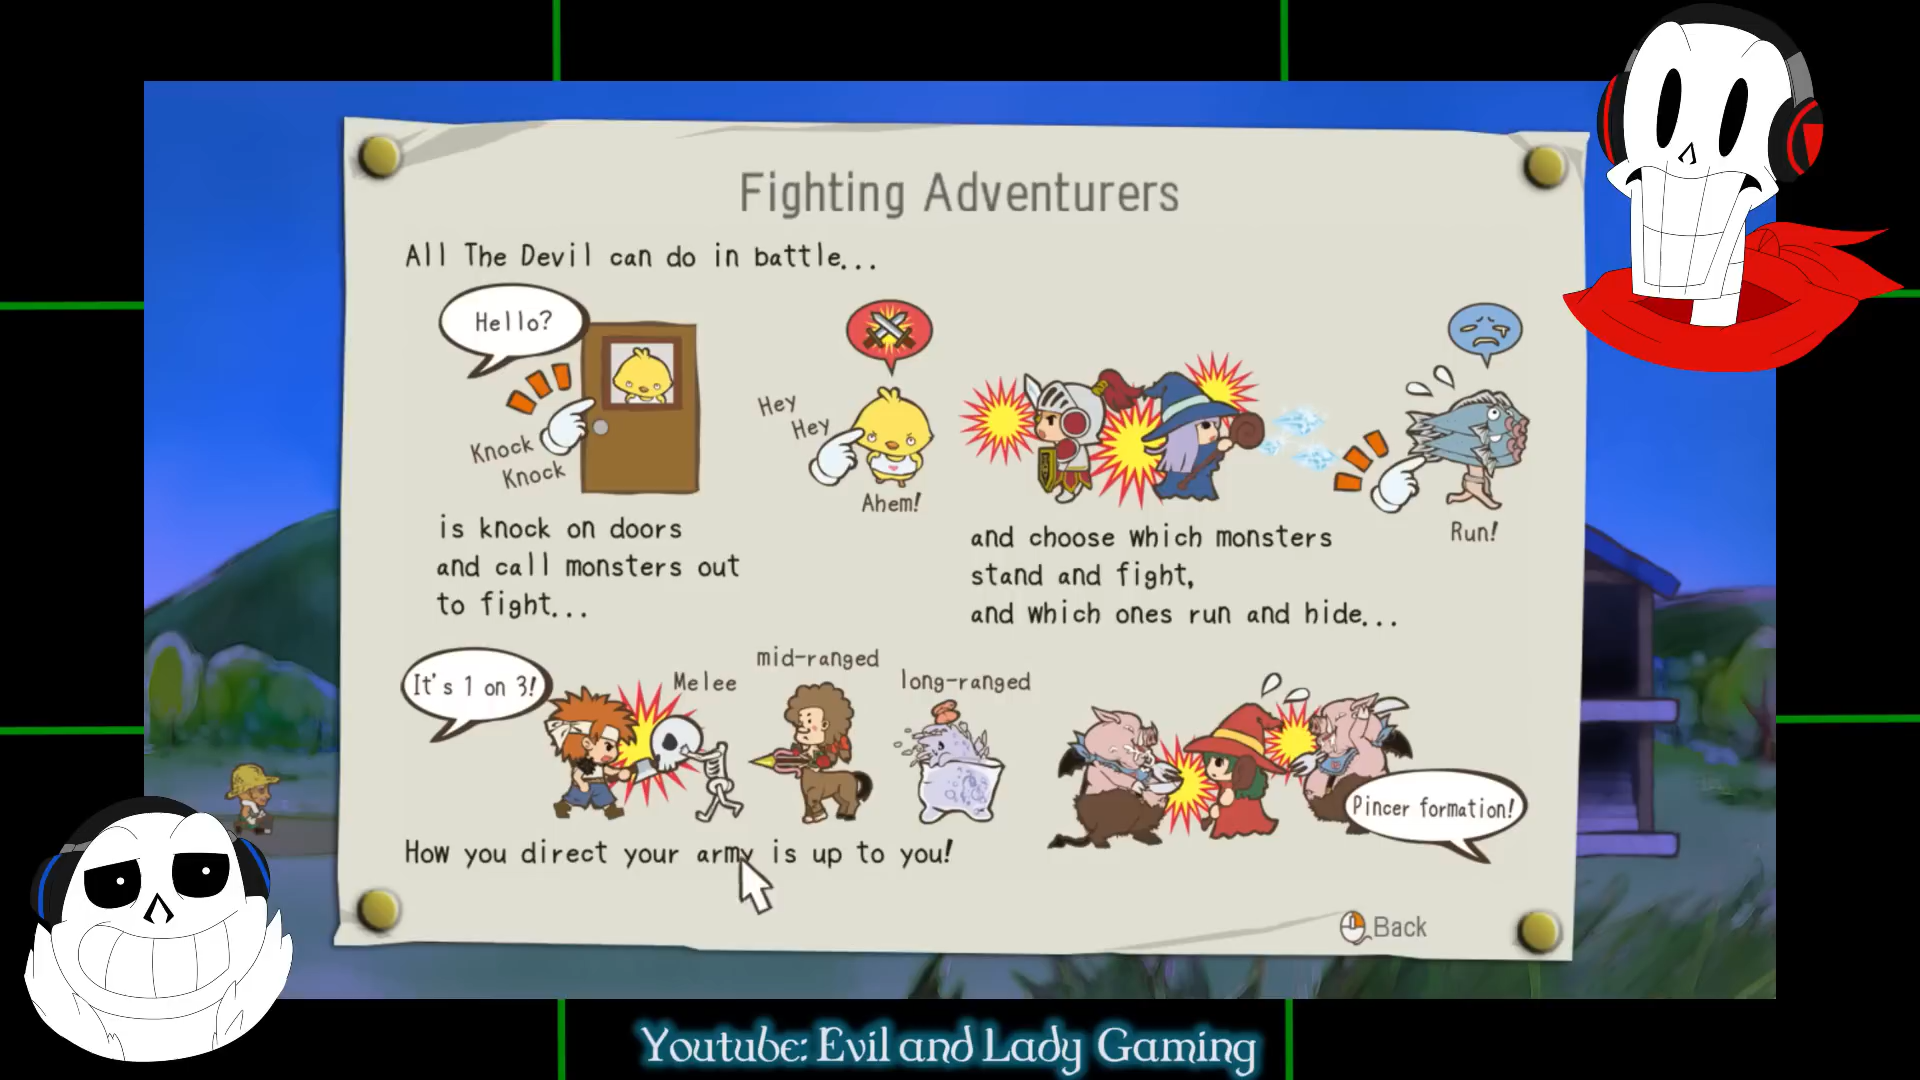 Fighting Adventurers
All The Devil can do in battle...
Hello?
Knock
Knock
is knock on doors
and call monsters out
to fight...
Hey
Hey
Ahem!
Run!
and choose which monsters
stand and fight,
and which ones run and hide...
It's 1 on 3!
Melee
mid-ranged
long-ranged
Pincer formation!
How you direct your army is up to you!
Back
Youtube: Evil and Lady Gaming